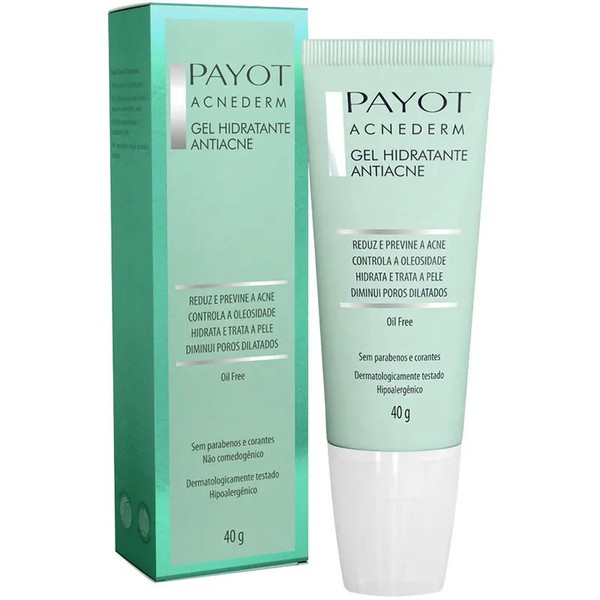 PAYOT
ACNEDERM
GEL HIDRATANTE
ANTIACNE
REDUZ E PREVINE A ACNE
CONTROLA A OLEOSIDADE
HIDRATA E TRATA A PELE
DIMINUI POROS DILATADOS
Oil Free
Sem parabenos e corantes
Não comedogênico
Dermatologicamente testado
Hipoalergênico
40 g
PAYOT
ACNEDERM
GEL HIDRATANTE
ANTIACNE
REDUZ E PREVINE A ACNE
CONTROLA A OLEOSIDADE
HIDRATA E TRATA A PELE
DIMINUI POROS DILATADOS
Oil Free
Sem parabenos e corantes
Dermatologicamente testado
Hipoalergênico
40 g